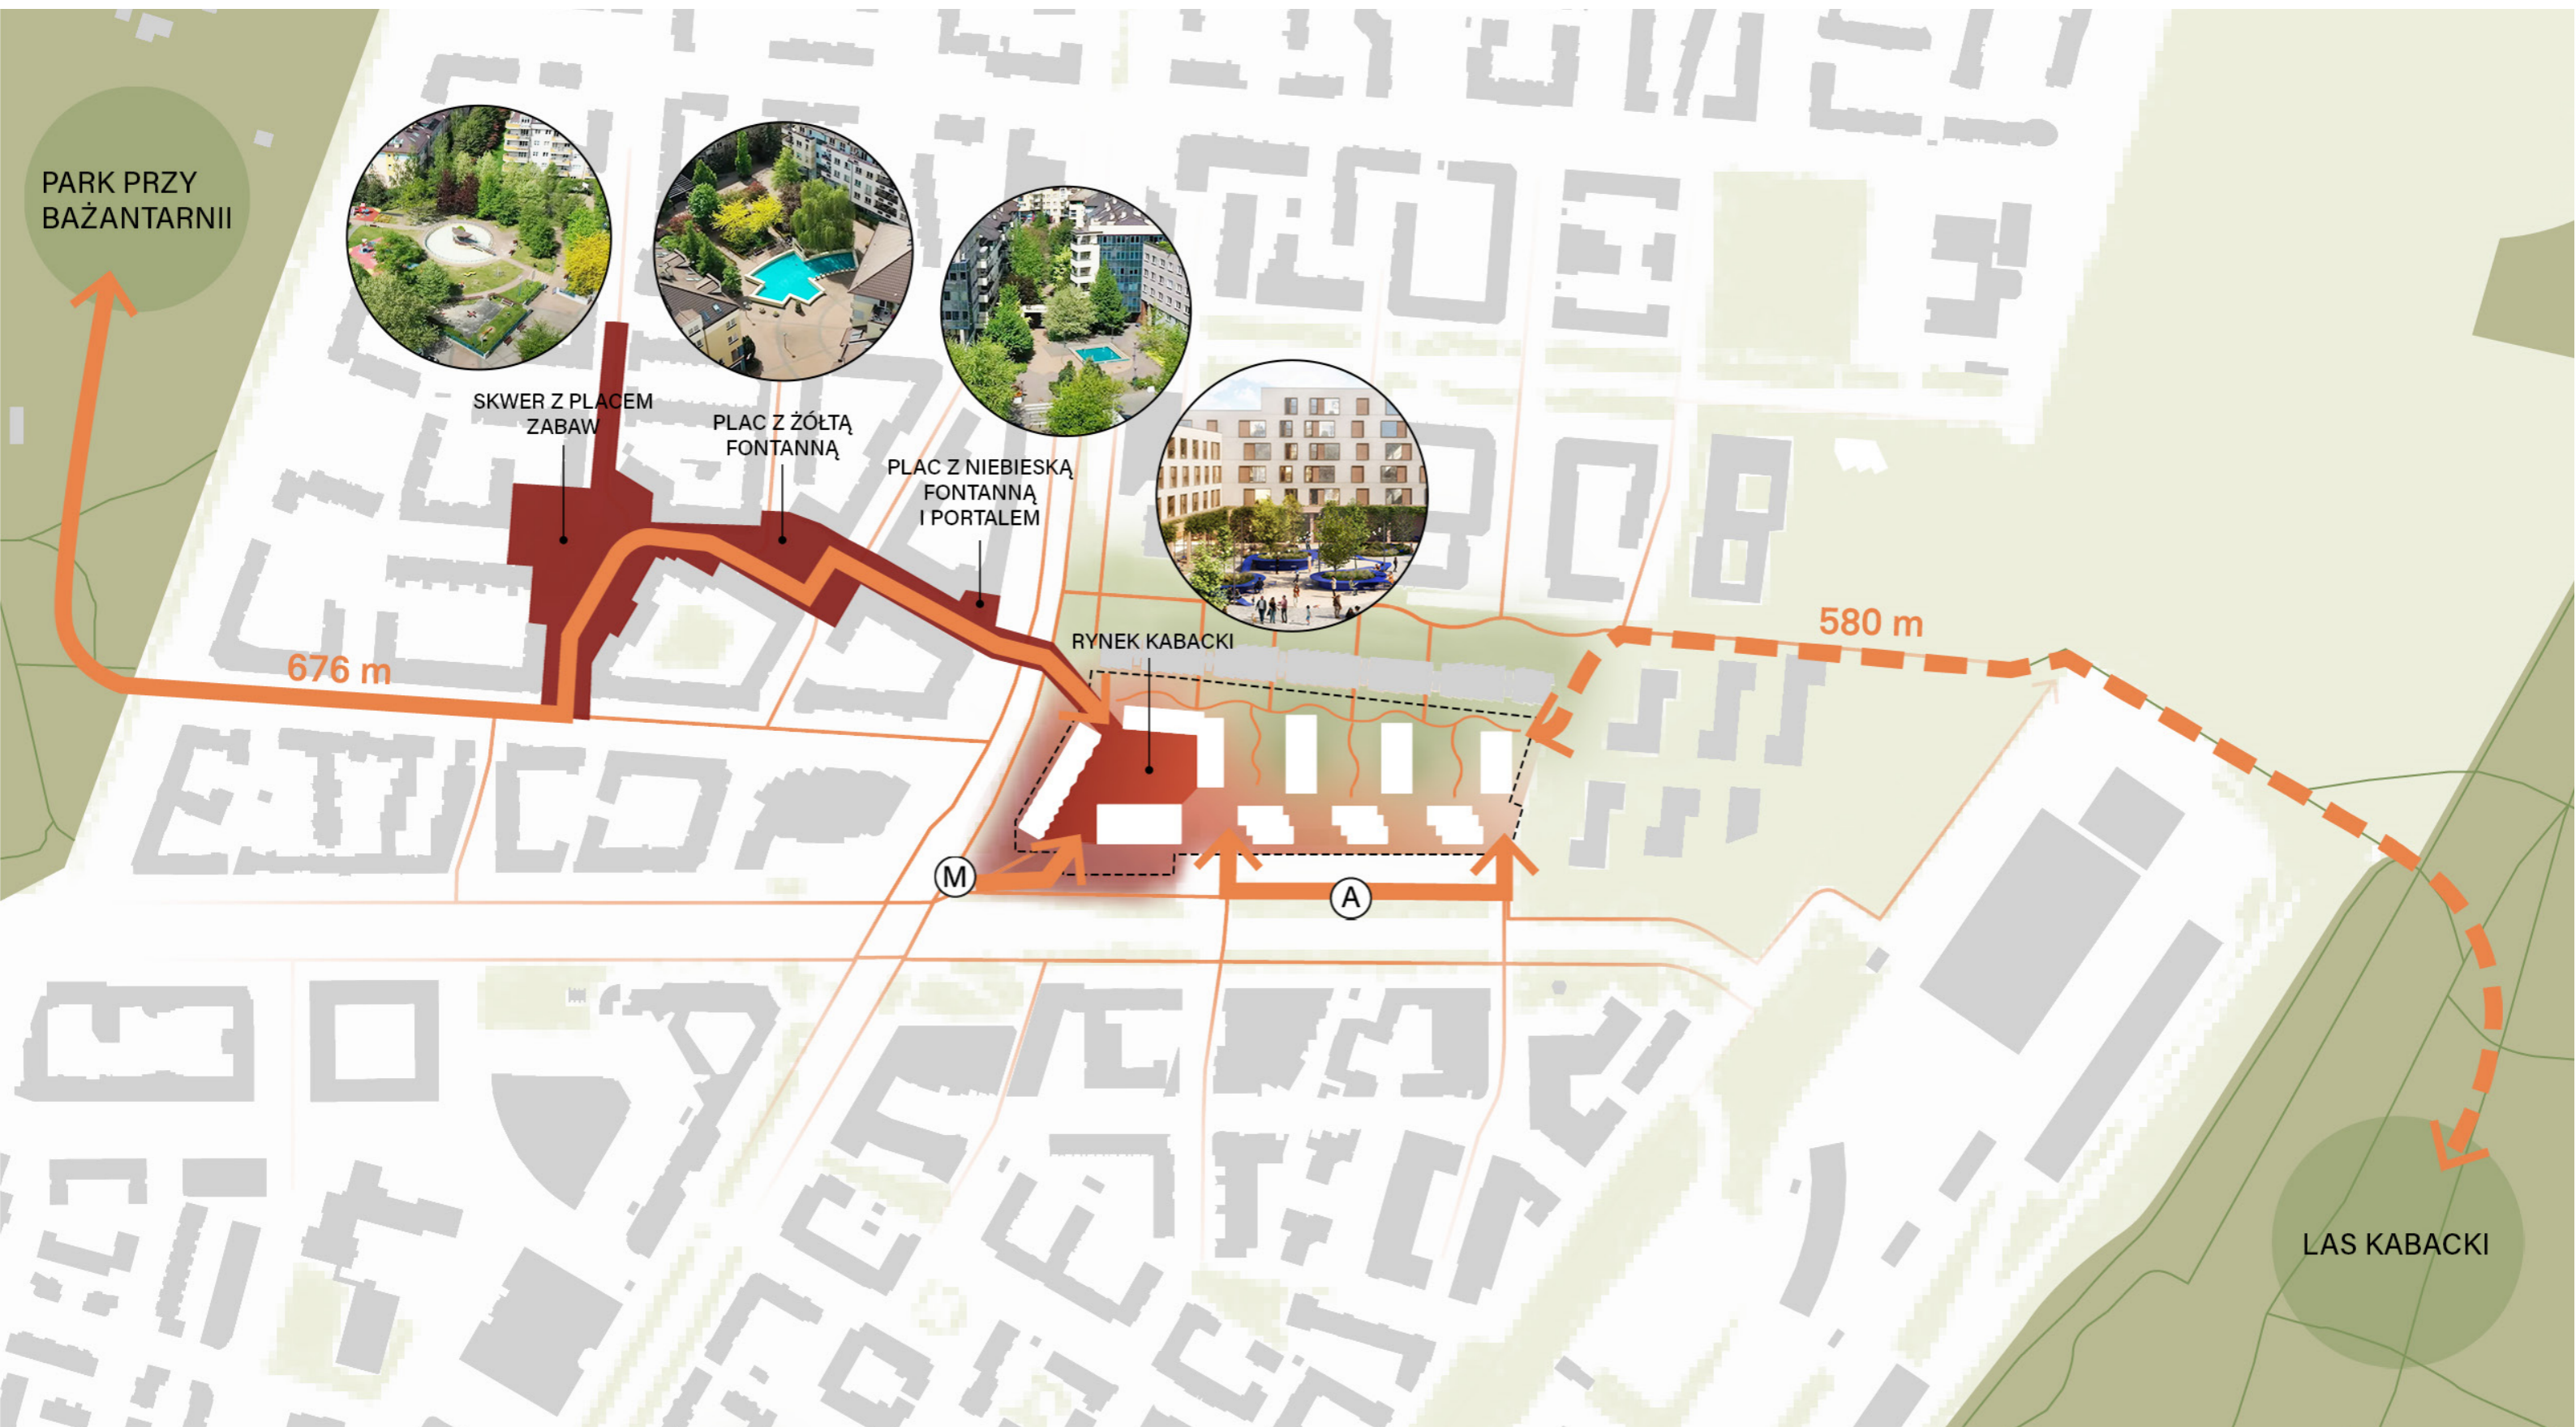 PARK PRZY
BAŻANTARNII
SKWER Z PLACEM
ZABAW
PLAC Z ŻÓŁTĄ
FONTANNĄ
PLAC Z NIEBIESKĄ
FONTANNĄ
I PORTALEM
RYNEK KABACKI
580 m
676 m
M
A
LAS KABACKI